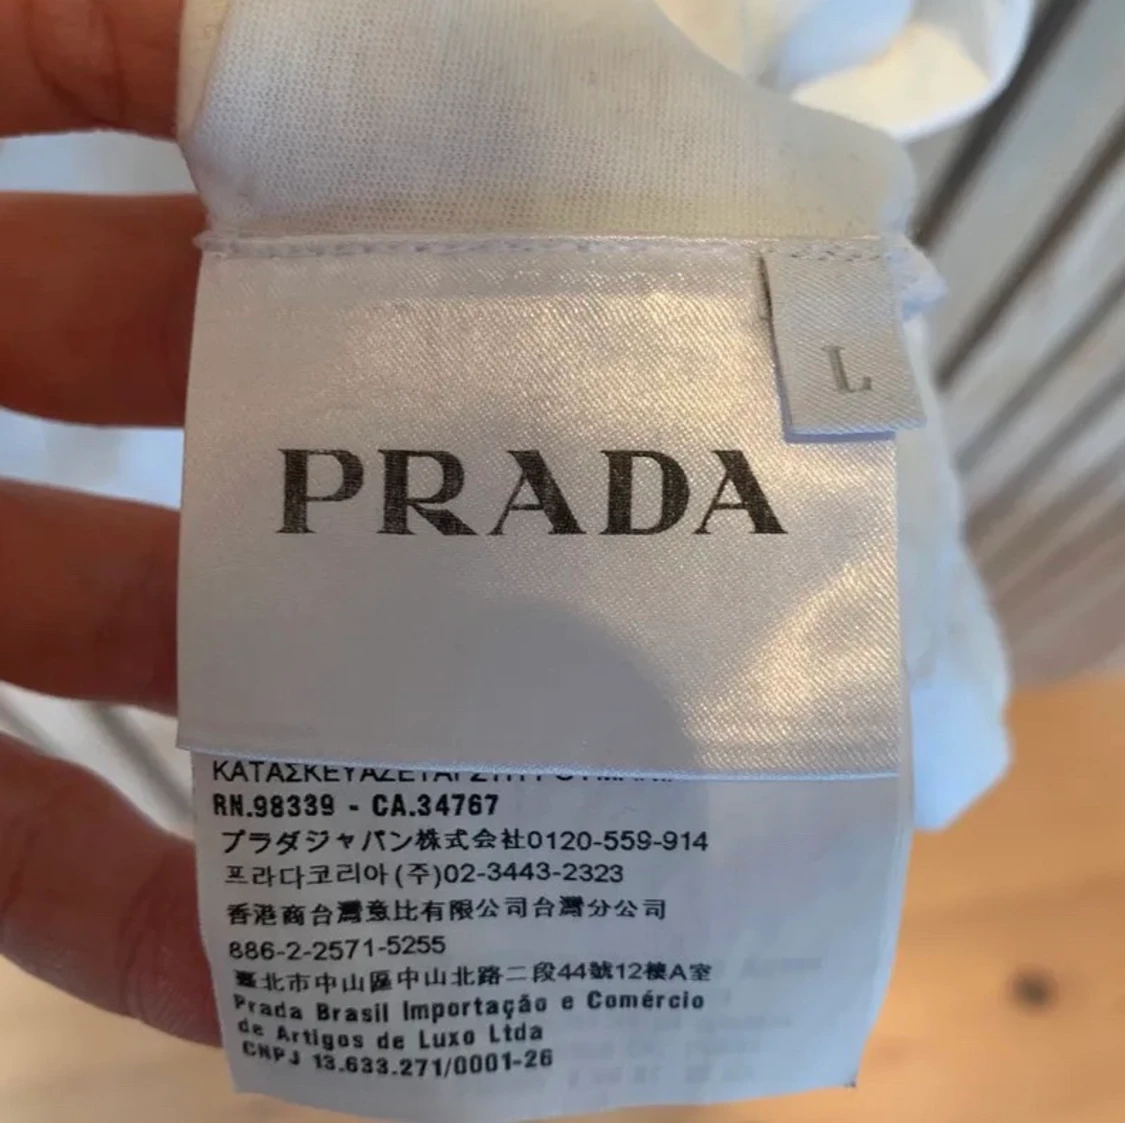 L
PRADA
RN.98339 - CA.34767
プラダジャパン株式会社0120-559-914
프라다코리아(주)02-3443-2323
香港商台灣意比有限公司台灣分公司
886-2-2571-5255
臺北市中山區中山北路二段44號12樓A室
Prada Brasil Importação e Comércio
de Artigos de Luxo Ltda
CNPJ 13.633.271/0001-26